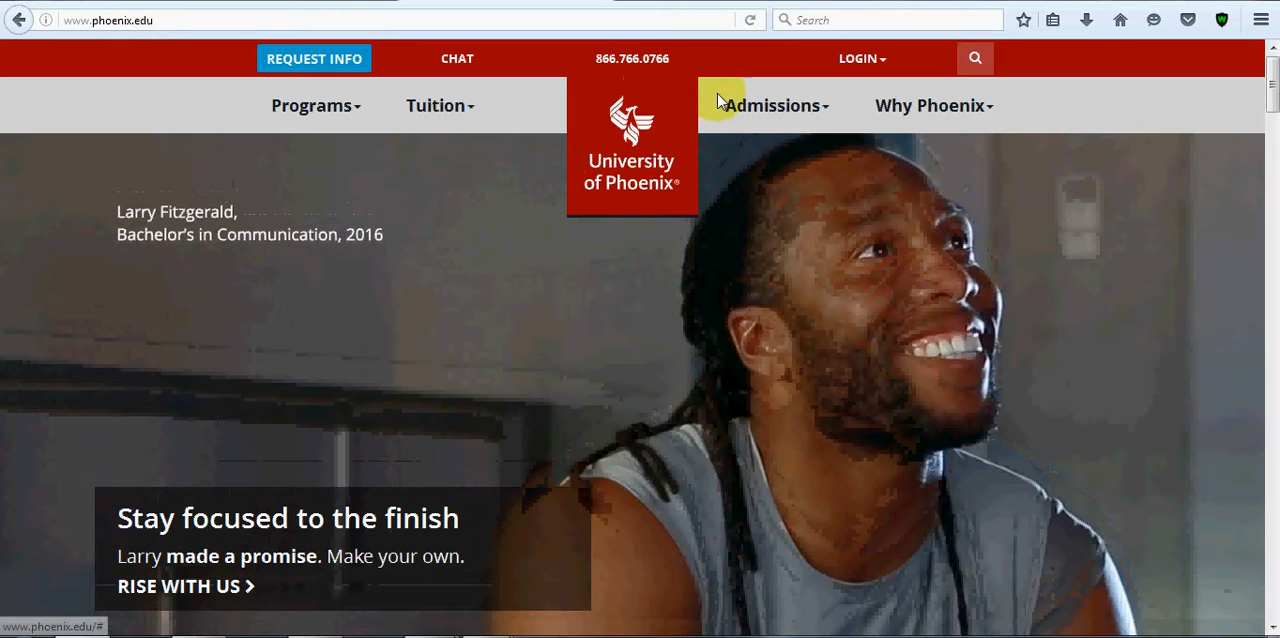 www.phoenix.edu
Search
REQUEST INFO
CHAT
866.766.0766
LOGIN
Programs
Tuition
University
of Phoenix®
Admissions
Why Phoenix
Larry Fitzgerald,
Bachelor's in Communication, 2016
Stay focused to the finish
Larry made a promise. Make your own.
RISE WITH US >
www.phoenix.edu/#